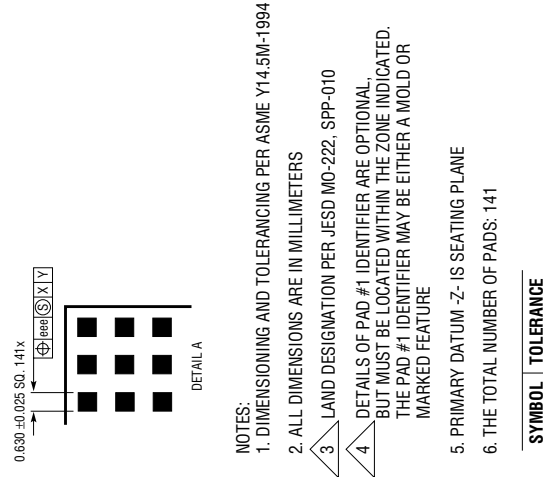 0.630 ±0.025 SQ. 141x
⌖ eee Ⓢ X Y
DETAIL A
NOTES:
1. DIMENSIONING AND TOLERANCING PER ASME Y14.5M-1994
2. ALL DIMENSIONS ARE IN MILLIMETERS
3 LAND DESIGNATION PER JESD MO-222, SPP-010
4 DETAILS OF PAD #1 IDENTIFIER ARE OPTIONAL,
BUT MUST BE LOCATED WITHIN THE ZONE INDICATED.
THE PAD #1 IDENTIFIER MAY BE EITHER A MOLD OR
MARKED FEATURE
5. PRIMARY DATUM -Z- IS SEATING PLANE
6. THE TOTAL NUMBER OF PADS: 141
SYMBOL TOLERANCE